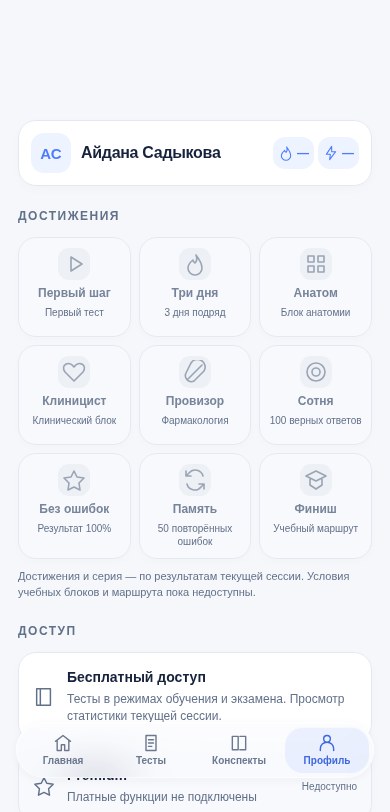 АС
Айдана Садыкова
—
—
ДОСТИЖЕНИЯ
Первый шаг
Первый тест
Три дня
3 дня подряд
Анатом
Блок анатомии
Клиницист
Клинический блок
Провизор
Фармакология
Сотня
100 верных ответов
Без ошибок
Результат 100%
Память
50 повторённых
ошибок
Финиш
Учебный маршрут
Достижения и серия — по результатам текущей сессии. Условия
учебных блоков и маршрута пока недоступны.
ДОСТУП
Бесплатный доступ
Тесты в режимах обучения и экзамена. Просмотр
статистики текущей сессии.
Главная
Тесты
Конспекты
Профиль
Premium
Недоступно
Платные функции не подключены